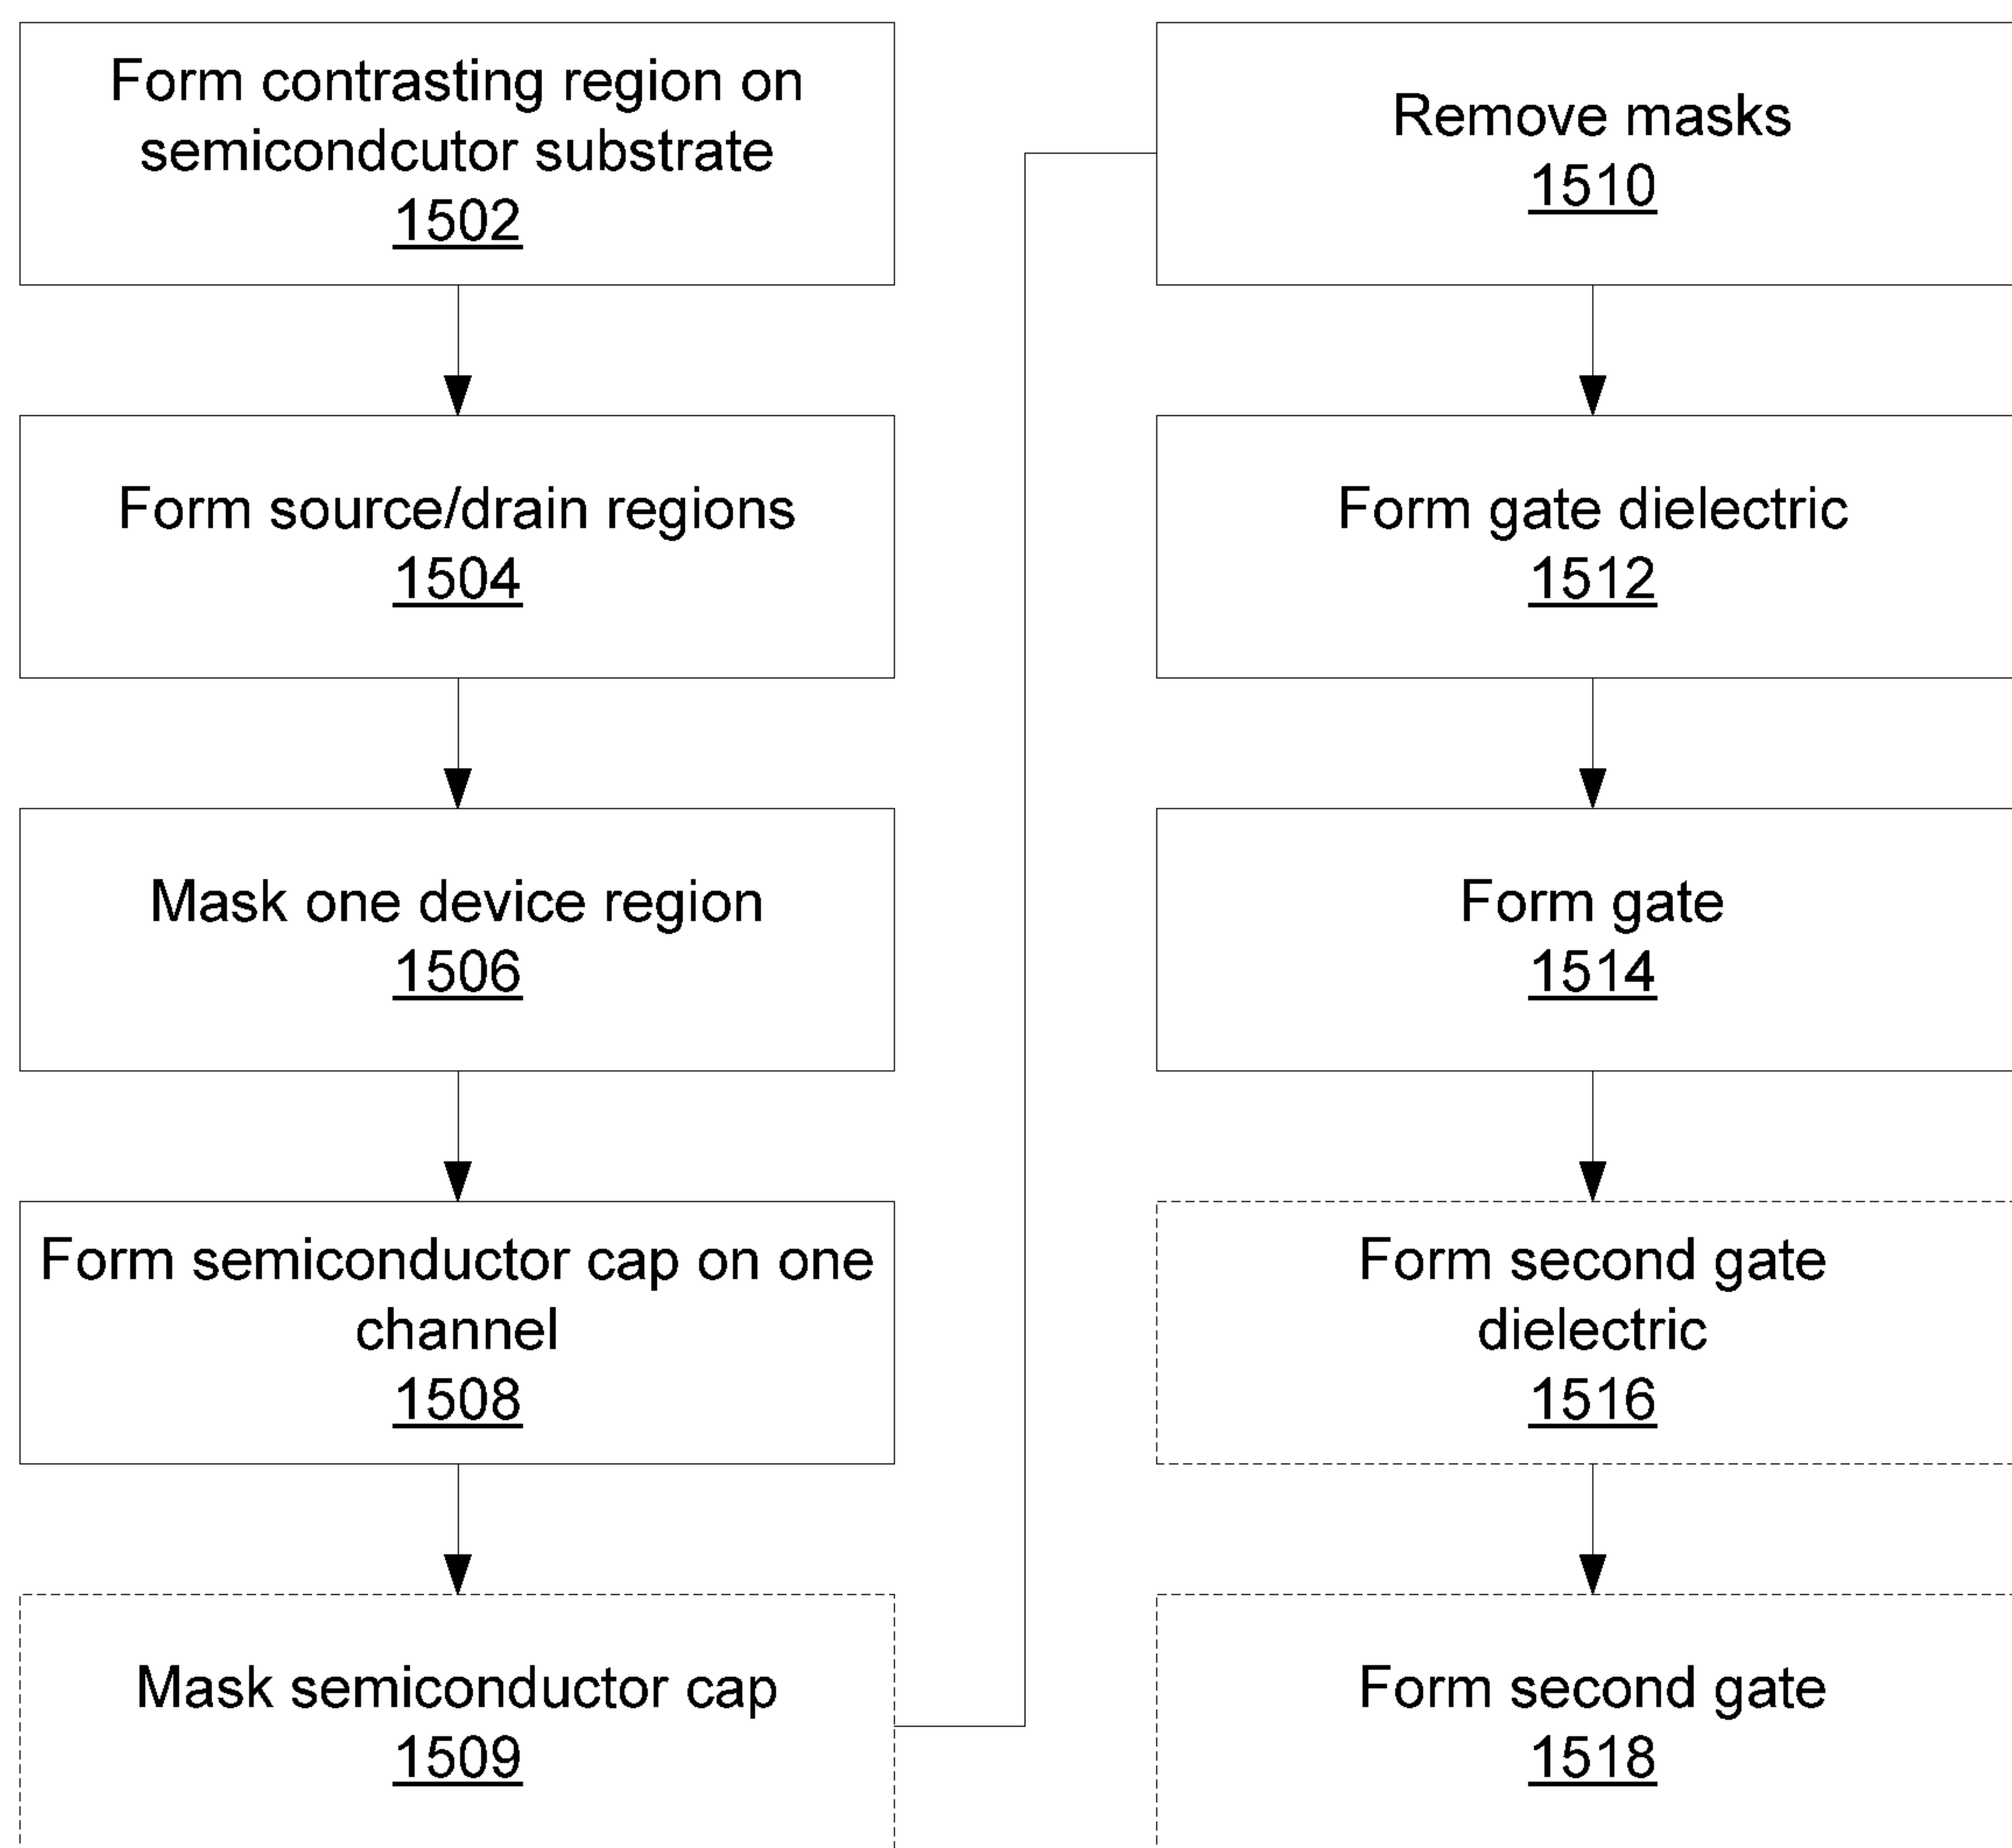 Form contrasting region on
semicondcutor substrate
1502
Form source/drain regions
1504
Mask one device region
1506
Form semiconductor cap on one
channel
1508
Mask semiconductor cap
1509
Remove masks
1510
Form gate dielectric
1512
Form gate
1514
Form second gate
dielectric
1516
Form second gate
1518